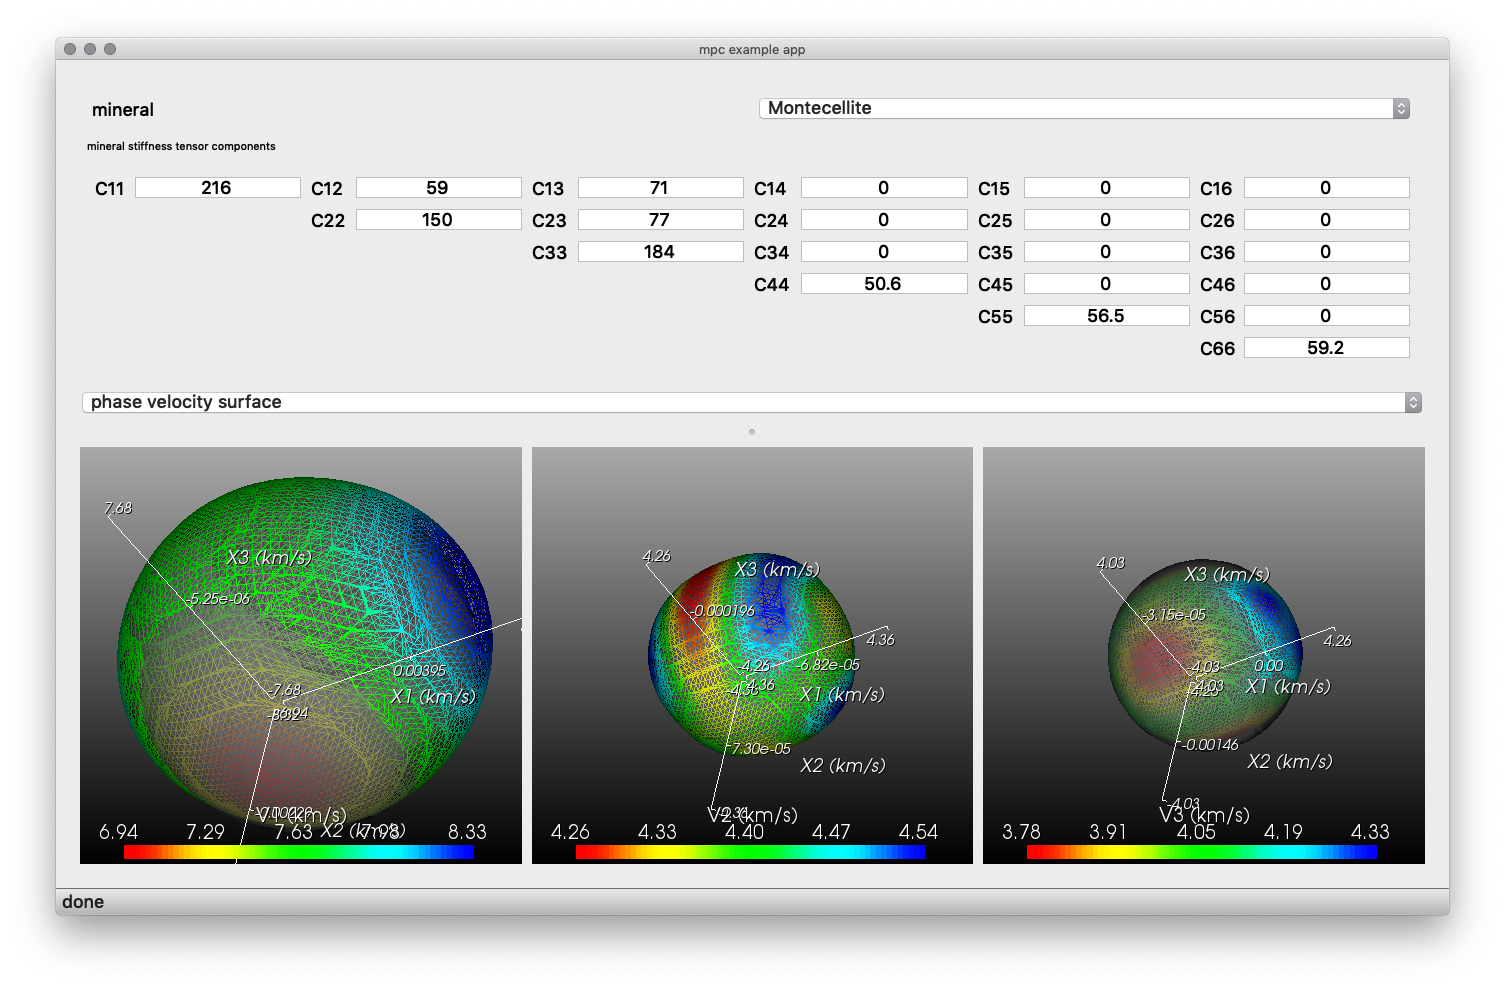 mpc example app
mineral
Montecellite
mineral stiffness tensor components
C11 216 C12 59 C13 71 C14 0 C15 0 C16 0
C22 150 C23 77 C24 0 C25 0 C26 0
C33 184 C34 0 C35 0 C36 0
C44 50.6 C45 0 C46 0
C55 56.5 C56 0
C66 59.2
phase velocity surface
7.68
X3 (km/s)
-5.25e-06
0.00395
-7.68
X1 (km/s)
V1 (km/s)
X2 (km/s)
6.94 7.29 7.63 7.98 8.33
4.26
X3 (km/s)
-0.000196
4.36
-4.26
-6.82e-05
-4.36
X1 (km/s)
-7.30e-05
X2 (km/s)
V2 (km/s)
4.26 4.33 4.40 4.47 4.54
4.03
X3 (km/s)
-3.15e-05
4.26
-4.03
0.00
4.03
X1 (km/s)
-0.00146
X2 (km/s)
-4.03
V3 (km/s)
3.78 3.91 4.05 4.19 4.33
done